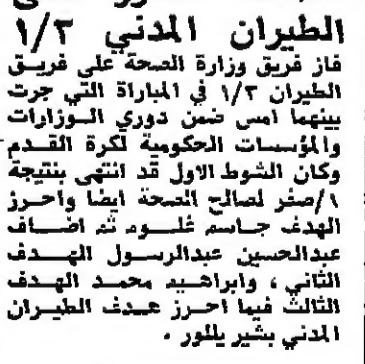 الطيران المدني ١/٣
فاز فريق وزارة الصحة على فريق
الطيران ١/٣ في المباراة التي جرت
بينهما امس ضمن دوري الوزارات
والمؤسسات الحكومية لكرة القدم
وكان الشوط الاول قد انتهى بنتيجة
١/صفر لصالح الصحة ايضا واحرز
الهدف جاسم غلوم ثم اضاف
عبدالحسين عبدالرسول الهدف
الثاني ، وابراهيم محمد الهدف
الثالث فيما احرز هدف الطيران
المدني بشير يللور .